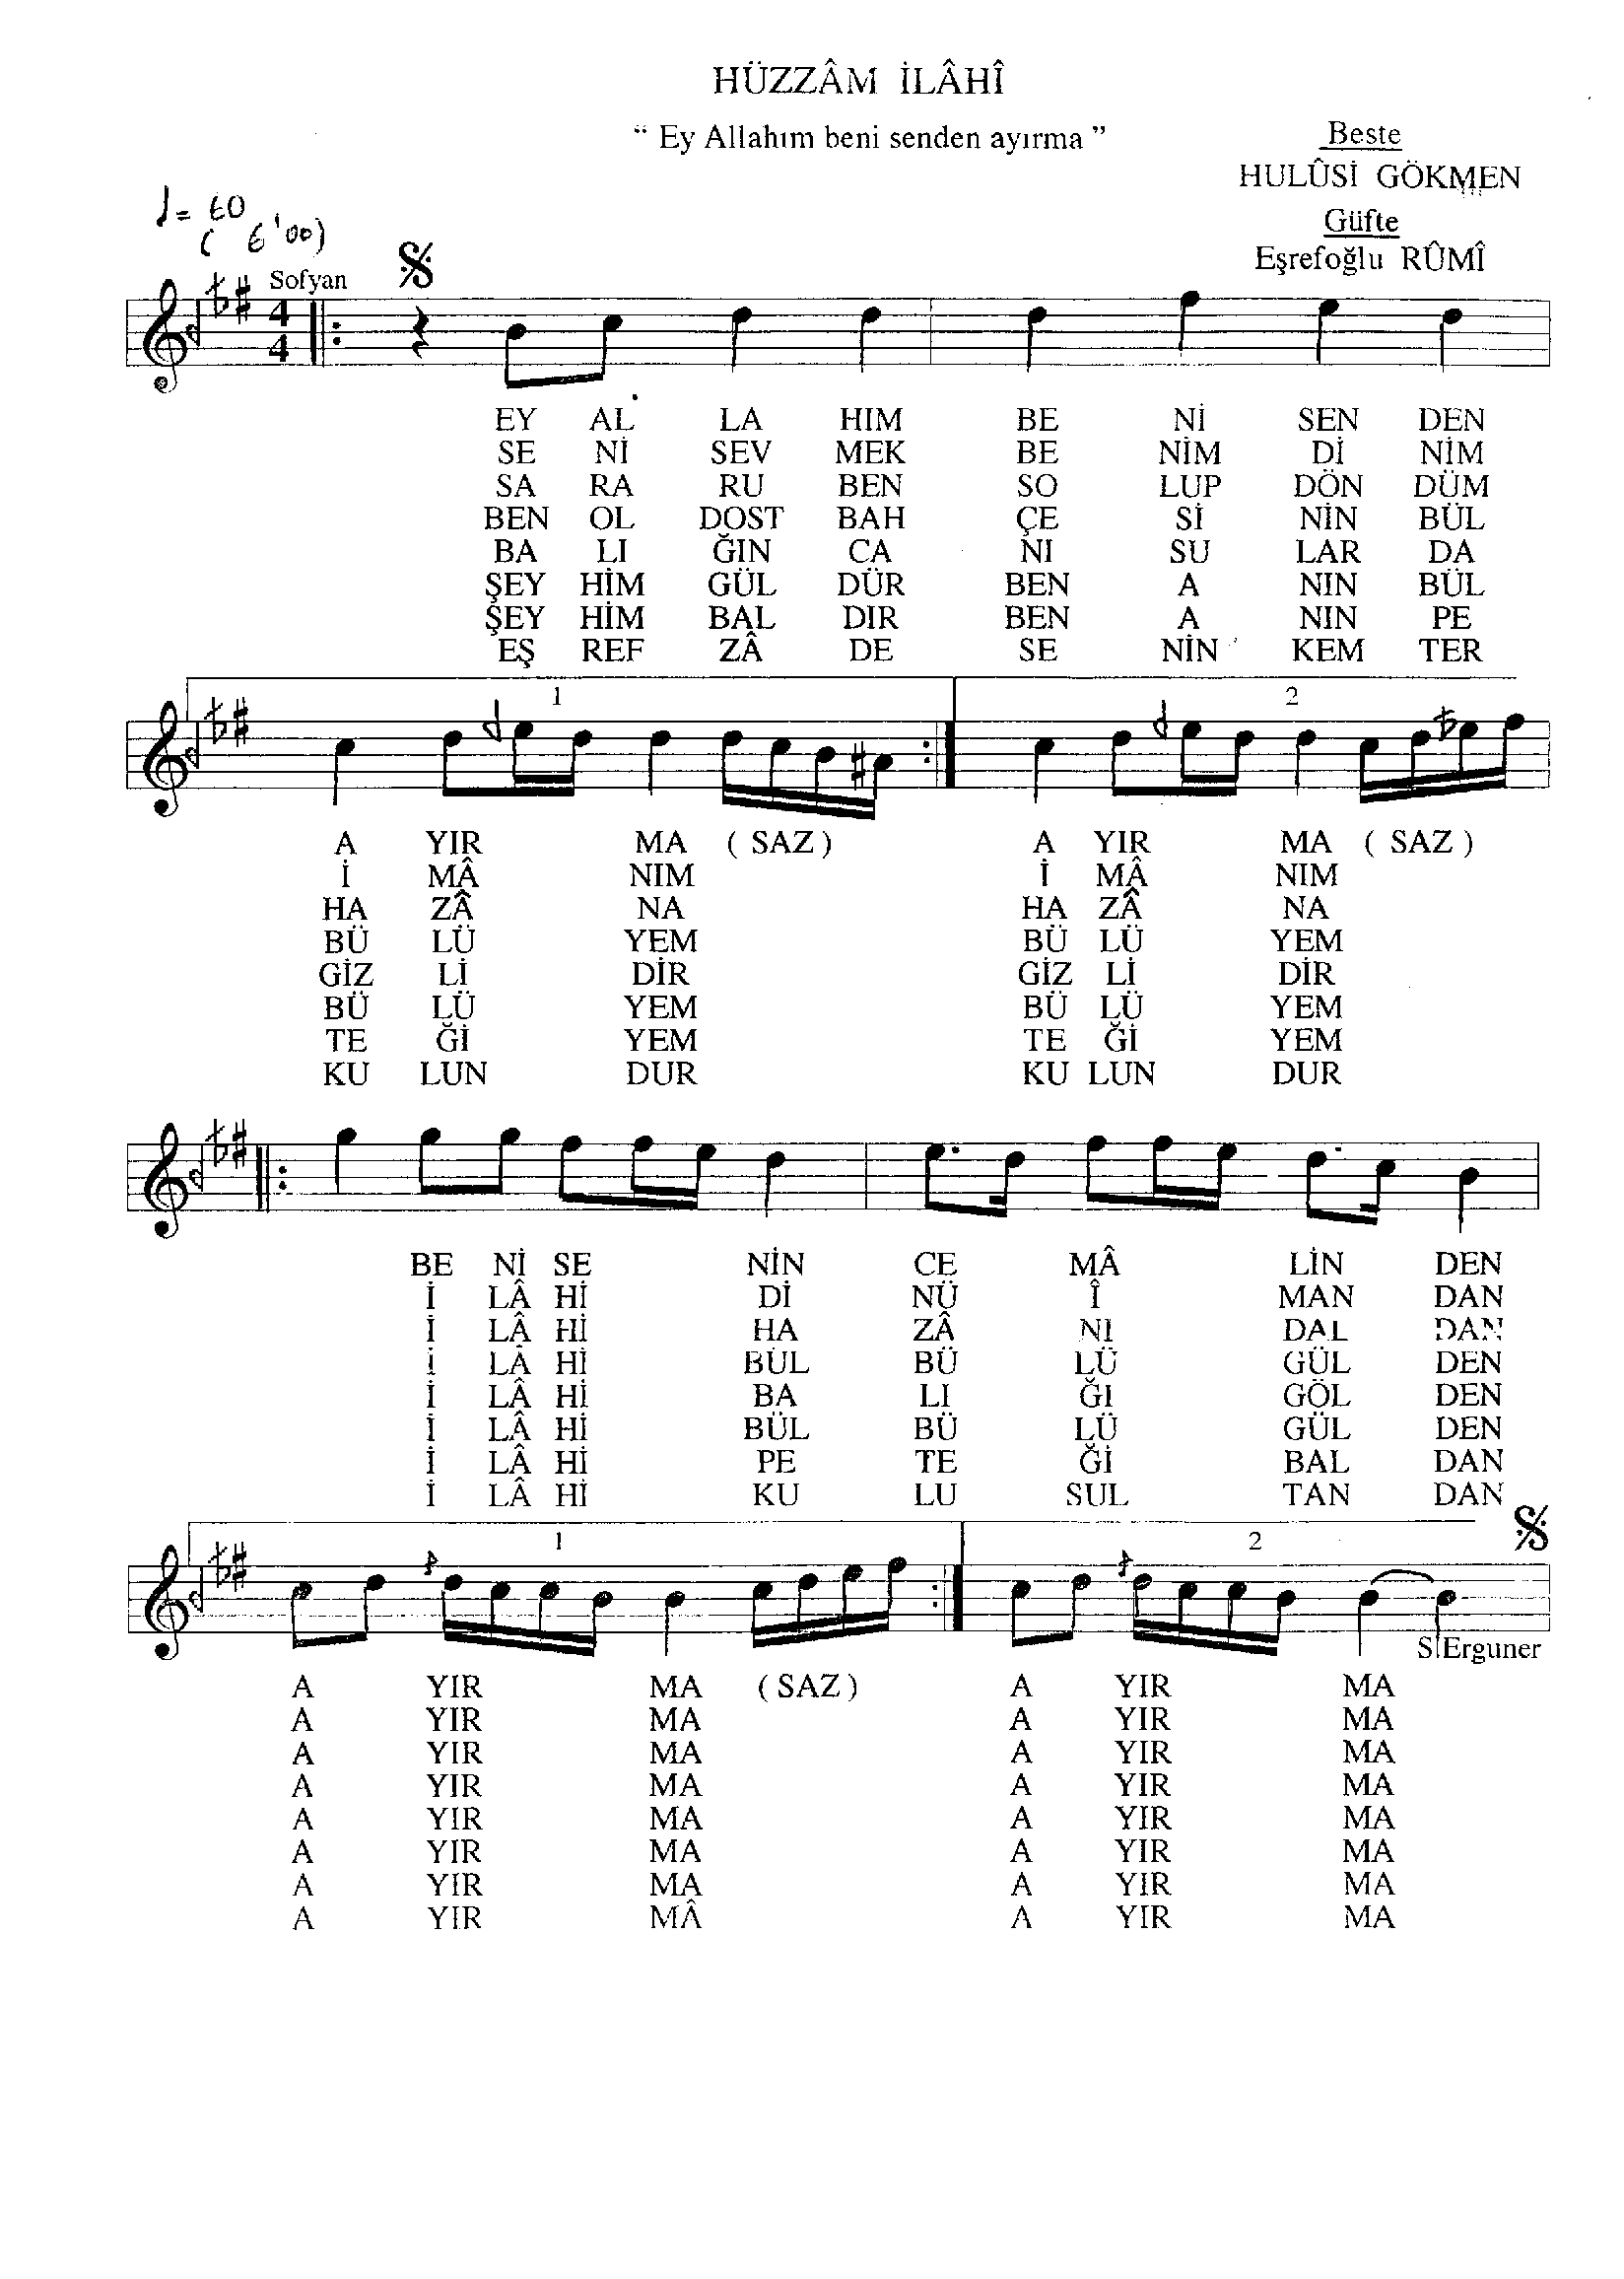 HÜZZÂM İLÂHÎ
“ Ey Allahım beni senden ayırma ”
Beste
HULÛSİ GÖKMEN
Güfte
Eşrefoğlu RÛMÎ
♩= 60
( 6'00)
Sofyan
4/4
EY AL LA HIM BE Nİ SEN DEN
SE Nİ SEV MEK BE NİM Dİ NİM
SA RA RU BEN SO LUP DÖN DÜM
BEN OL DOST BAH ÇE Sİ NİN BÜL
BA LI ĞIN CA NI SU LAR DA
ŞEY HİM GÜL DÜR BEN A NIN BÜL
ŞEY HİM BAL DIR BEN A NIN PE
EŞ REF ZÂ DE SE NİN KEM TER
1 2
A YIR MA ( SAZ ) A YIR MA ( SAZ )
İ MÂ NIM İ MÂ NIM
HA ZÂ NA HA ZÂ NA
BÜ LÜ YEM BÜ LÜ YEM
GİZ Lİ DİR GİZ Lİ DİR
BÜ LÜ YEM BÜ LÜ YEM
TE Ğİ YEM TE Ğİ YEM
KU LUN DUR KU LUN DUR
BE Nİ SE NİN CE MÂ LİN DEN
İ LÂ Hİ Dİ NÜ Î MAN DAN
İ LÂ Hİ HA ZÂ NI DAL DAN
İ LÂ Hİ BÜL BÜ LÜ GÜL DEN
İ LÂ Hİ BA LI ĞI GÖL DEN
İ LÂ Hİ BÜL BÜ LÜ GÜL DEN
İ LÂ Hİ PE TE Ğİ BAL DAN
İ LÂ Hİ KU LU SUL TAN DAN
1 2
S Erguner
A YIR MA ( SAZ ) A YIR MA
A YIR MA A YIR MA
A YIR MA A YIR MA
A YIR MA A YIR MA
A YIR MA A YIR MA
A YIR MA A YIR MA
A YIR MA A YIR MA
A YIR MÂ A YIR MA